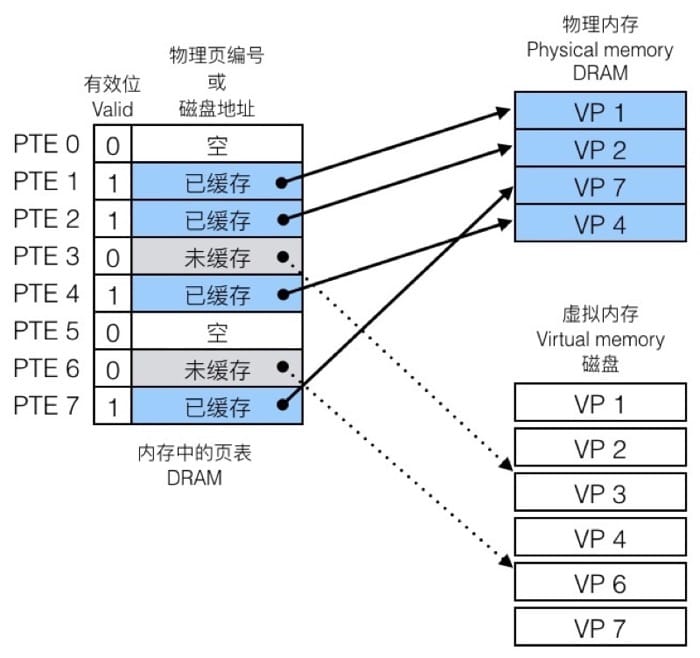 物理页编号
或
磁盘地址
有效位
Valid
PTE 0 0 空
PTE 1 1 已缓存
PTE 2 1 已缓存
PTE 3 0 未缓存
PTE 4 1 已缓存
PTE 5 0 空
PTE 6 0 未缓存
PTE 7 1 已缓存
内存中的页表
DRAM
物理内存
Physical memory
DRAM
VP 1
VP 2
VP 7
VP 4
虚拟内存
Virtual memory
磁盘
VP 1
VP 2
VP 3
VP 4
VP 6
VP 7